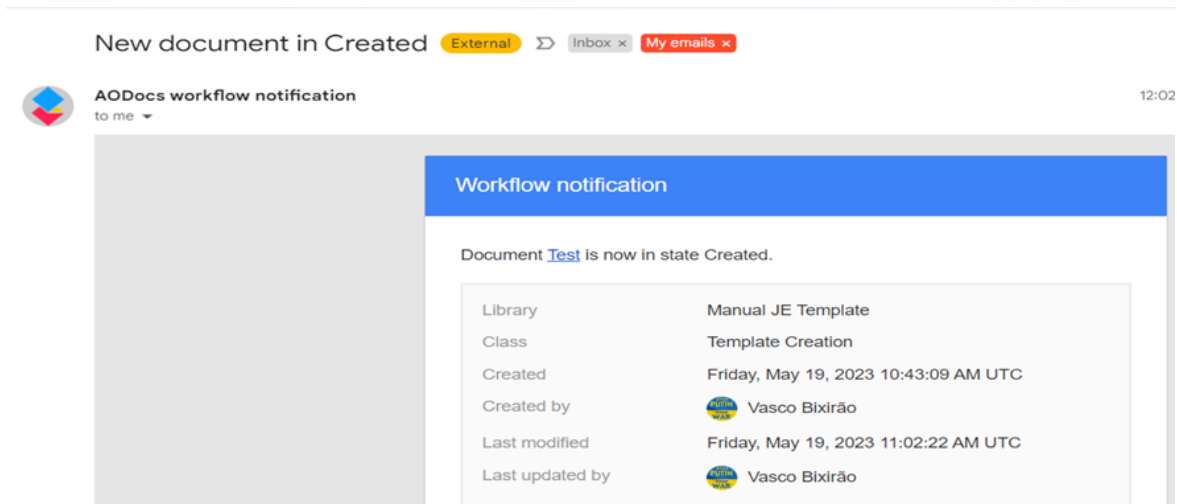 New document in Created External Inbox x My emails x
AODocs workflow notification 12:02
to me
Workflow notification
Document Test is now in state Created.
Library Manual JE Template
Class Template Creation
Created Friday, May 19, 2023 10:43:09 AM UTC
Created by Vasco Bixirão
Last modified Friday, May 19, 2023 11:02:22 AM UTC
Last updated by Vasco Bixirão